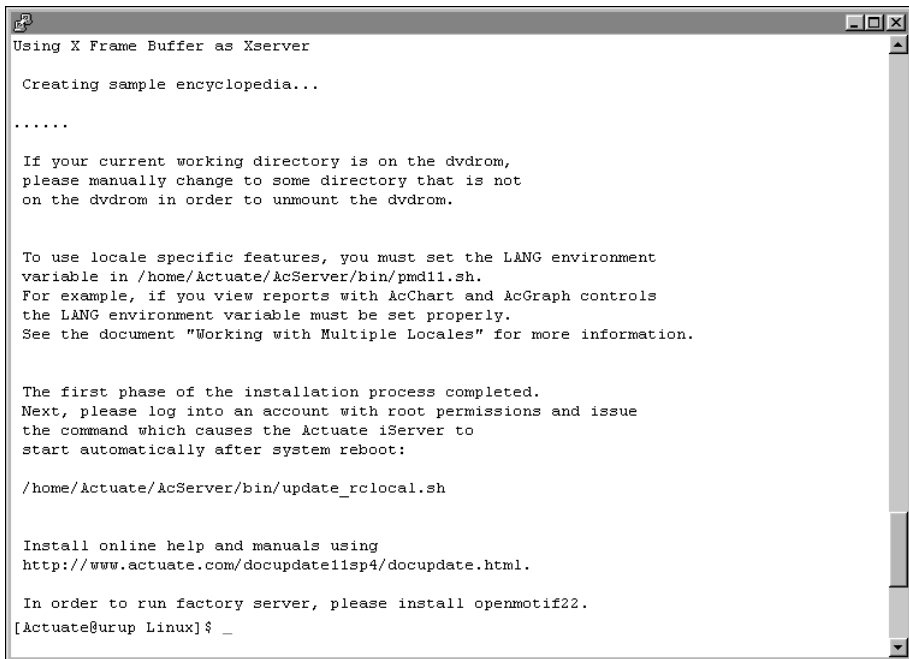 Using X Frame Buffer as Xserver
Creating sample encyclopedia...
......
If your current working directory is on the dvdrom,
please manually change to some directory that is not
on the dvdrom in order to unmount the dvdrom.
To use locale specific features, you must set the LANG environment
variable in /home/Actuate/AcServer/bin/pmd11.sh.
For example, if you view reports with AcChart and AcGraph controls
the LANG environment variable must be set properly.
See the document "Working with Multiple Locales" for more information.
The first phase of the installation process completed.
Next, please log into an account with root permissions and issue
the command which causes the Actuate iServer to
start automatically after system reboot:
/home/Actuate/AcServer/bin/update_rclocal.sh
Install online help and manuals using
http://www.actuate.com/docupdate11sp4/docupdate.html.
In order to run factory server, please install openmotif22.
[Actuate@urup Linux]$ _